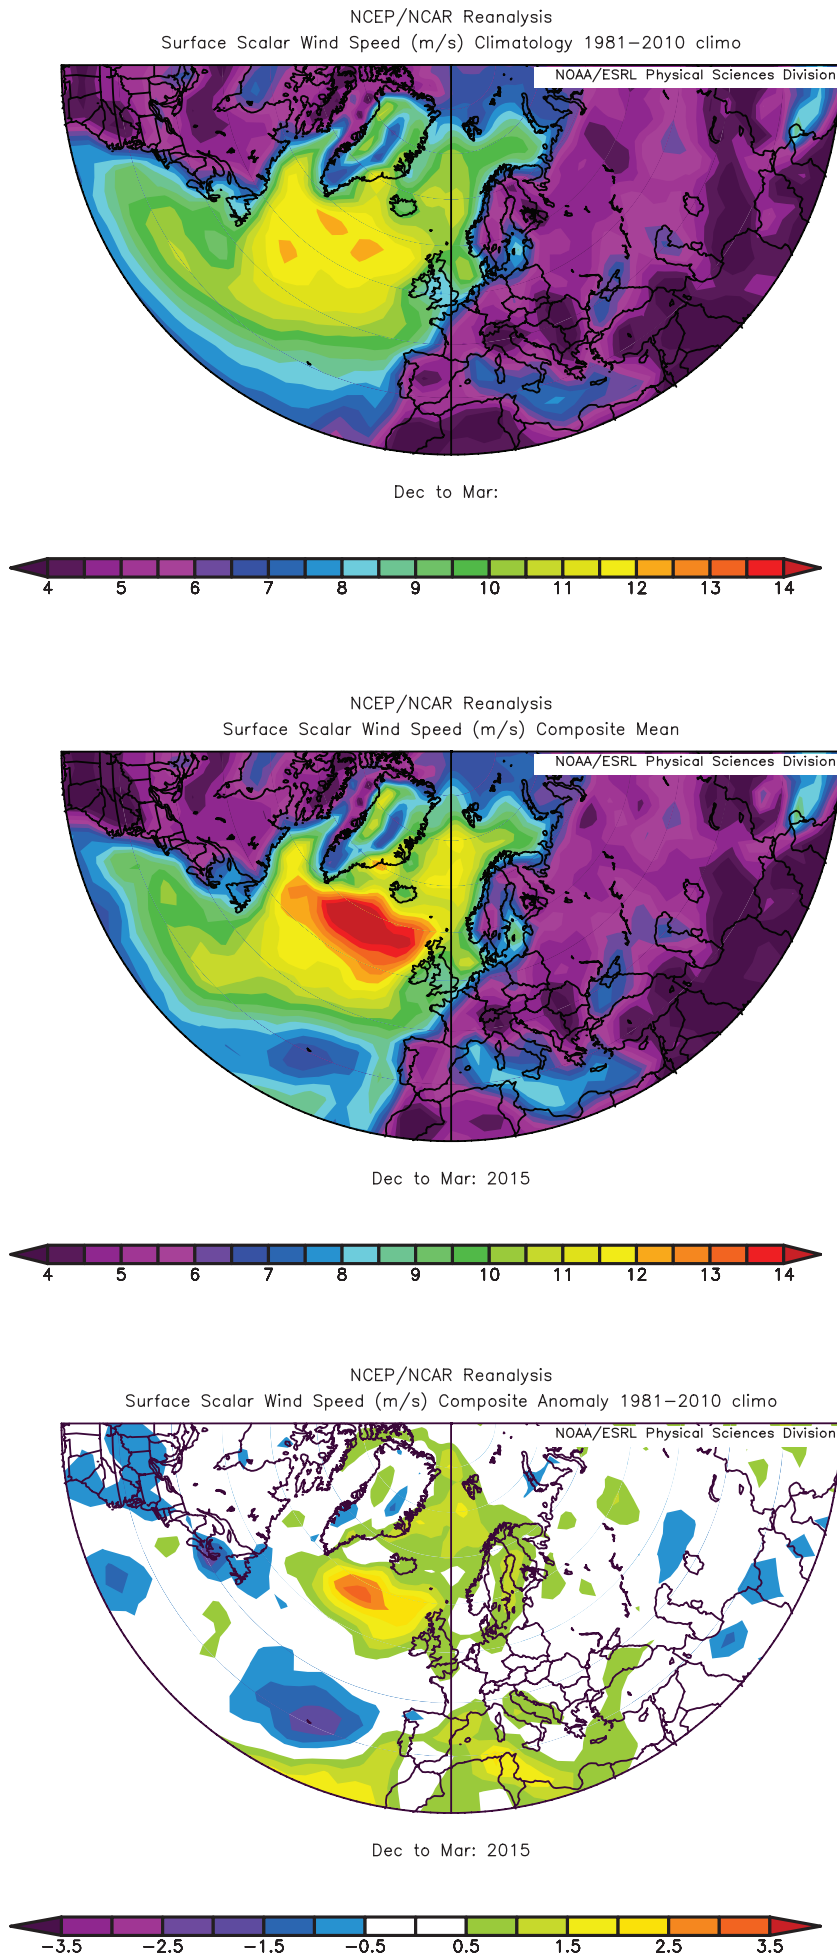 NCEP/NCAR Reanalysis
Surface Scalar Wind Speed (m/s) Climatology 1981−2010 climo
NOAA/ESRL Physical Sciences Division
Dec to Mar:
4 5 6 7 8 9 10 11 12 13 14
NCEP/NCAR Reanalysis
Surface Scalar Wind Speed (m/s) Composite Mean
NOAA/ESRL Physical Sciences Division
Dec to Mar: 2015
4 5 6 7 8 9 10 11 12 13 14
NCEP/NCAR Reanalysis
Surface Scalar Wind Speed (m/s) Composite Anomaly 1981−2010 climo
NOAA/ESRL Physical Sciences Division
Dec to Mar: 2015
−3.5 −2.5 −1.5 −0.5 0.5 1.5 2.5 3.5